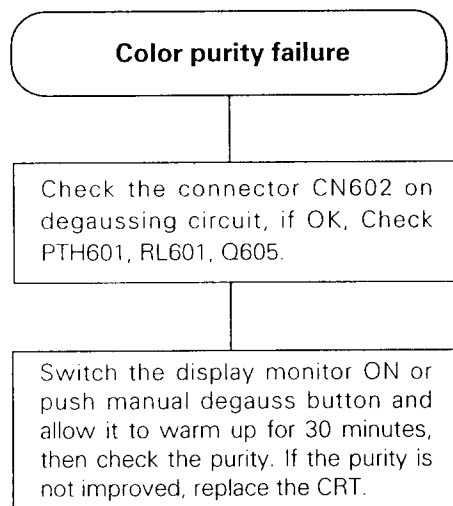 Color purity failure
Check the connector CN602 on
degaussing circuit, if OK, Check
PTH601, RL601, Q605.
Switch the display monitor ON or
push manual degauss button and
allow it to warm up for 30 minutes,
then check the purity. If the purity is
not improved, replace the CRT.